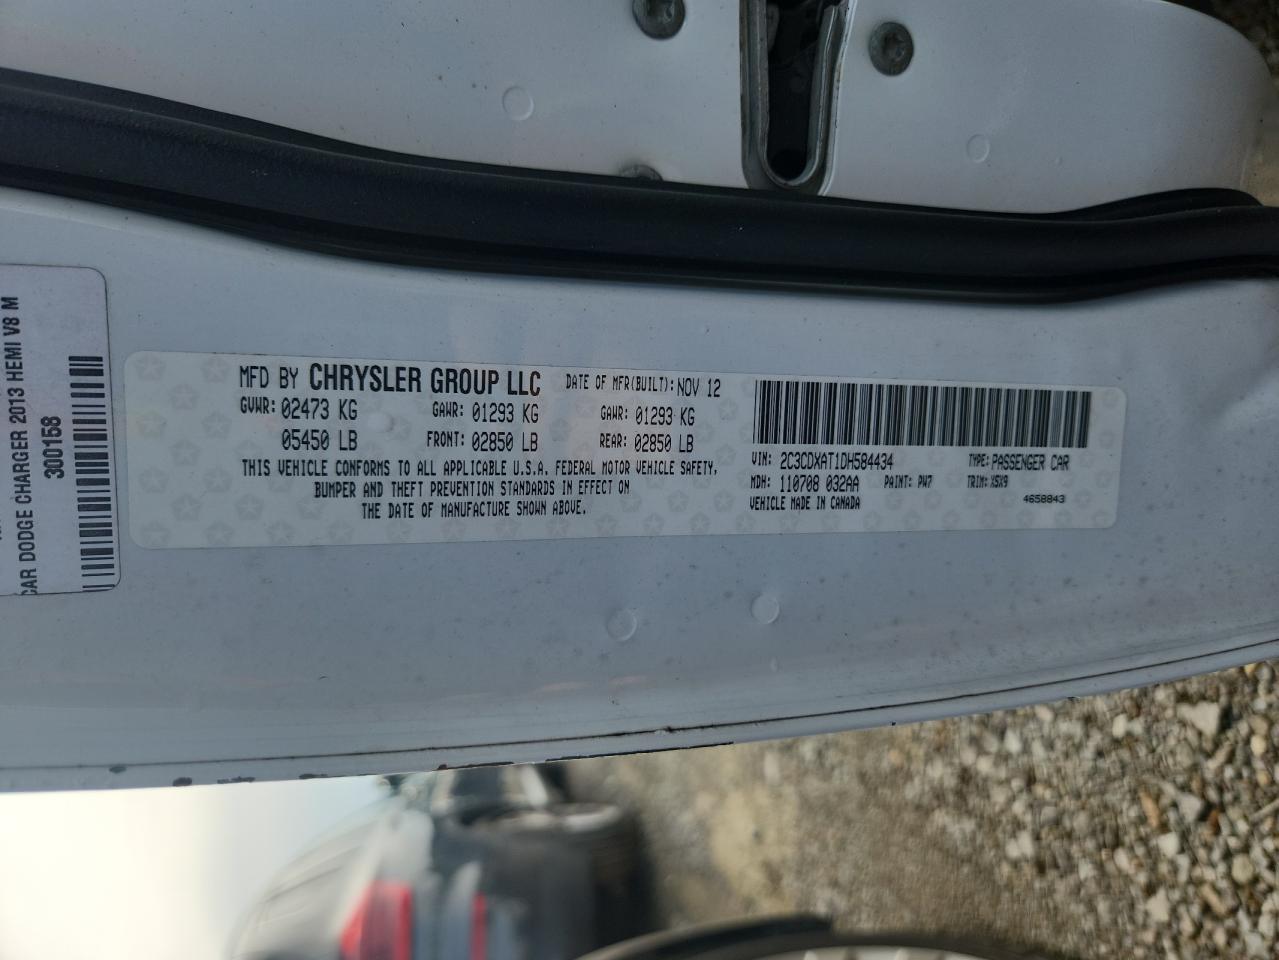 MFD BY CHRYSLER GROUP LLC DATE OF MFR(BUILT): NOV 12
GVWR: 02473 KG GAWR: 01293 KG GAWR: 01293 KG
05450 LB FRONT: 02850 LB REAR: 02850 LB
THIS VEHICLE CONFORMS TO ALL APPLICABLE U.S.A. FEDERAL MOTOR VEHICLE SAFETY,
BUMPER AND THEFT PREVENTION STANDARDS IN EFFECT ON
THE DATE OF MANUFACTURE SHOWN ABOVE.
VIN: 2C3CDXAT1DH584434 TYPE: PASSENGER CAR
MDH: 110708 032AA PAINT: PW7 TRIM: X5X9
VEHICLE MADE IN CANADA 4658843
CAR DODGE CHARGER 2013 HEMI V8 M
300158